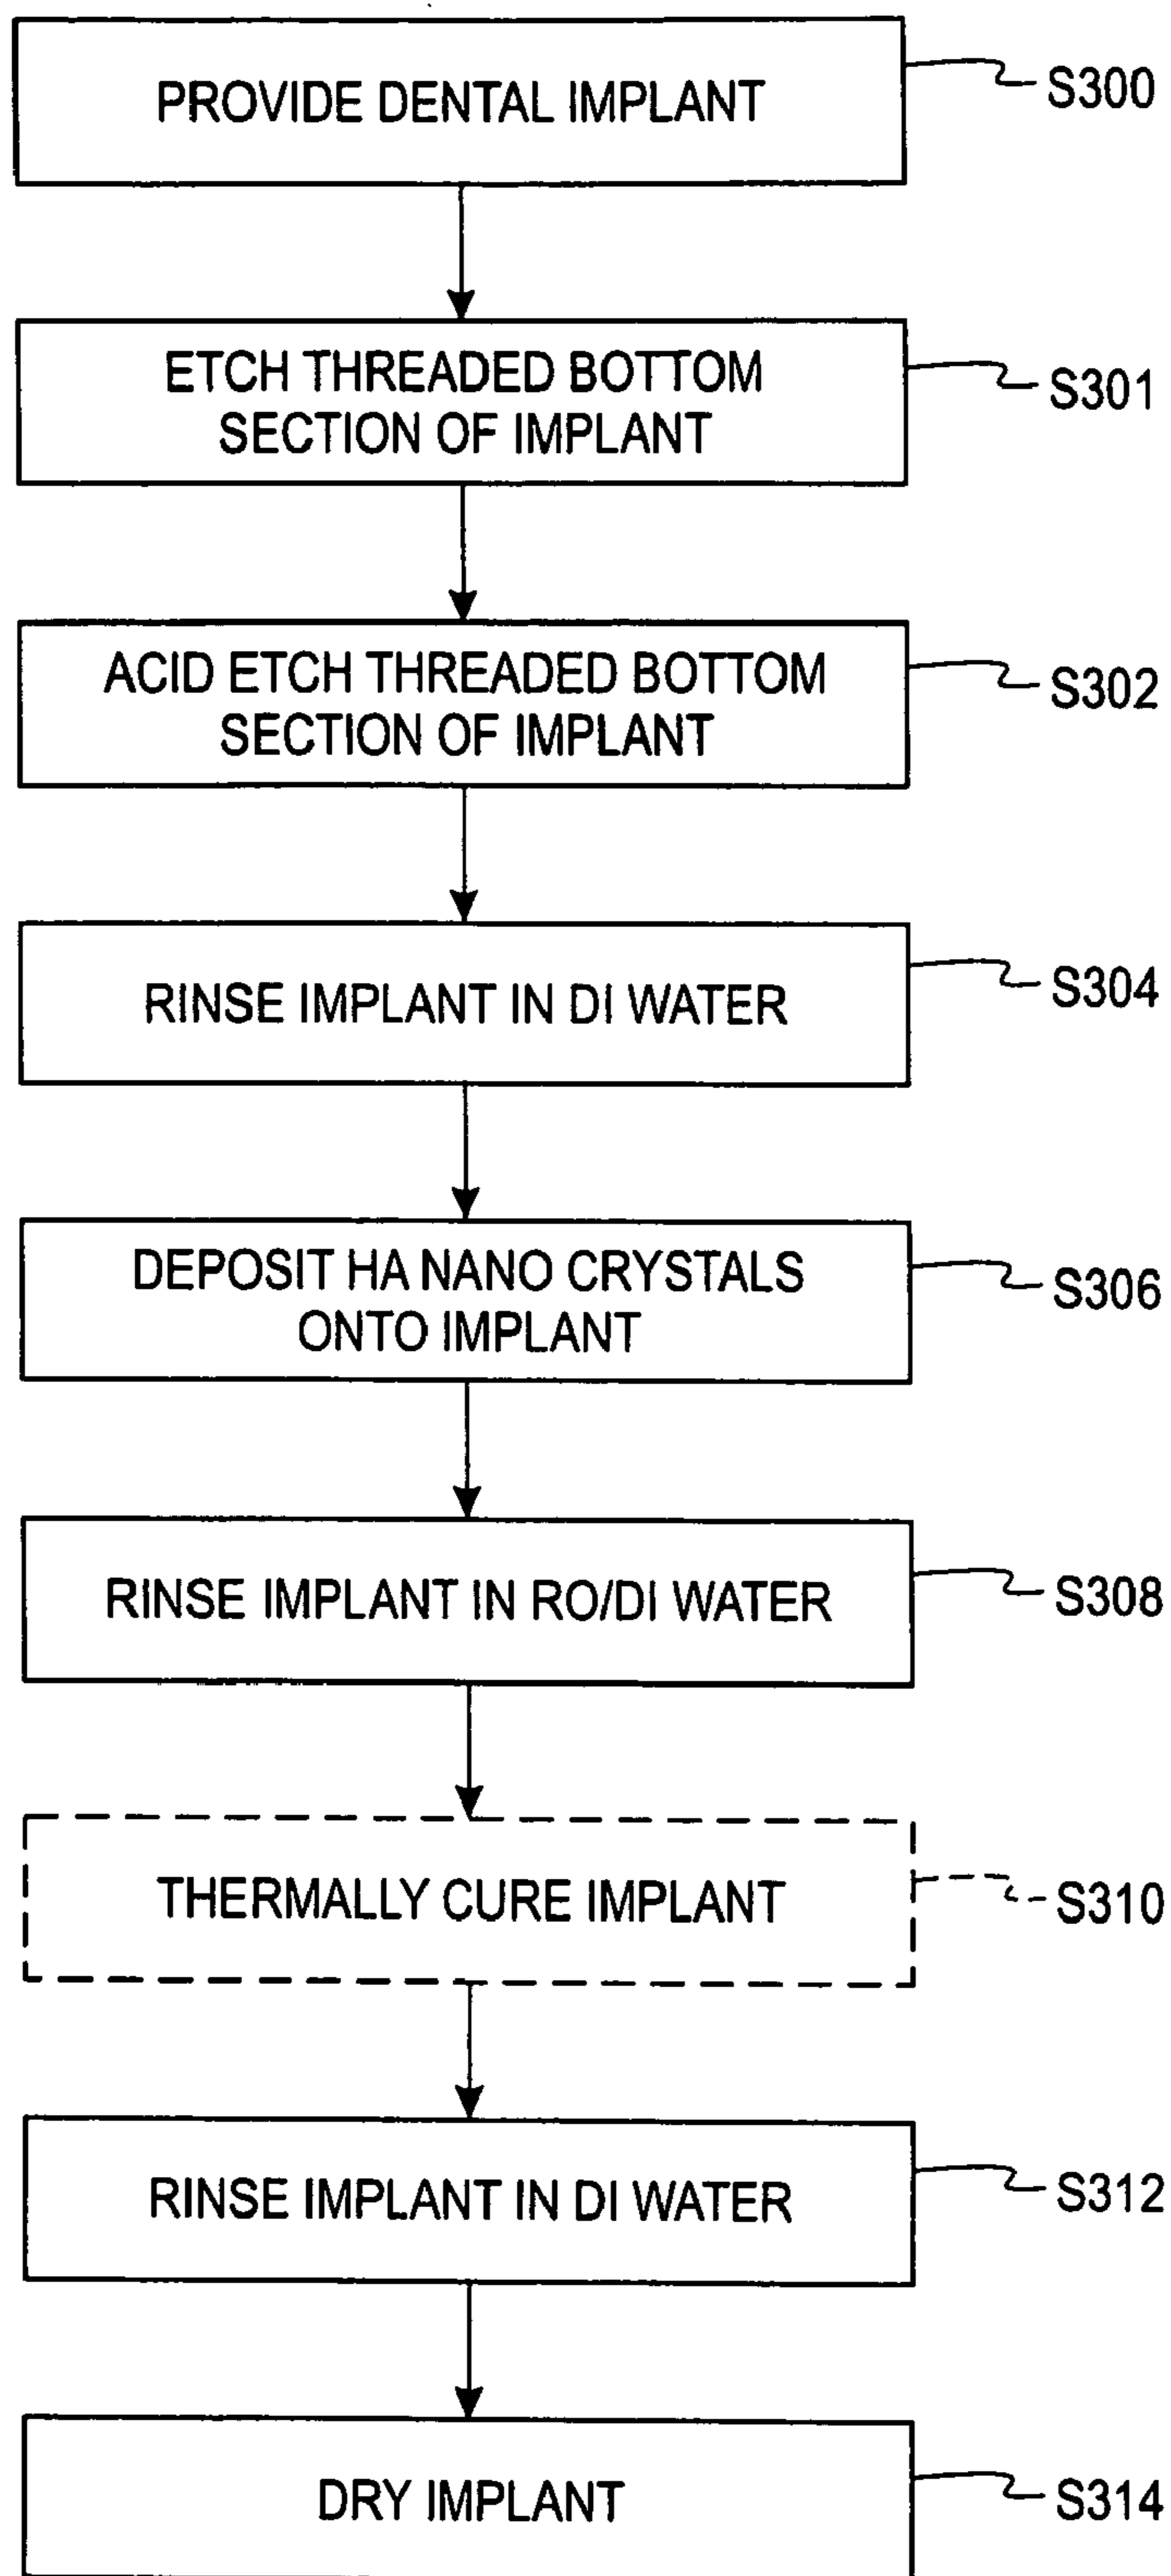 PROVIDE DENTAL IMPLANT
S300
ETCH THREADED BOTTOM
SECTION OF IMPLANT
S301
ACID ETCH THREADED BOTTOM
SECTION OF IMPLANT
S302
RINSE IMPLANT IN DI WATER
S304
DEPOSIT HA NANO CRYSTALS
ONTO IMPLANT
S306
RINSE IMPLANT IN RO/DI WATER
S308
THERMALLY CURE IMPLANT
S310
RINSE IMPLANT IN DI WATER
S312
DRY IMPLANT
S314